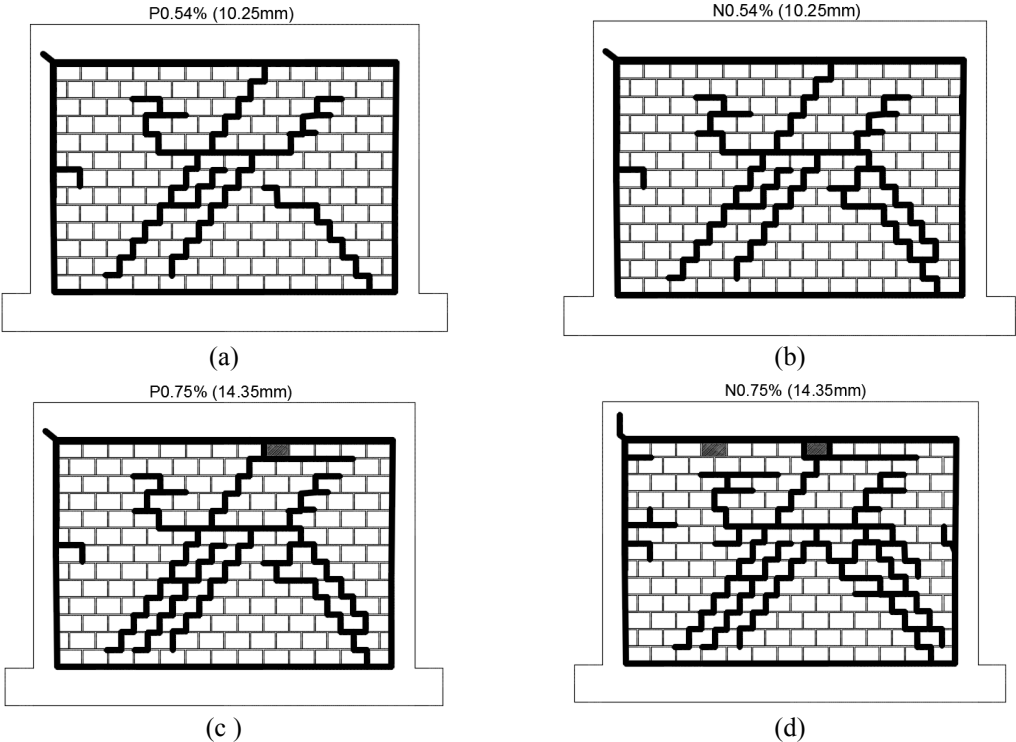 P0.54% (10.25mm)
N0.54% (10.25mm)
(a)
(b)
P0.75% (14.35mm)
N0.75% (14.35mm)
(c )
(d)